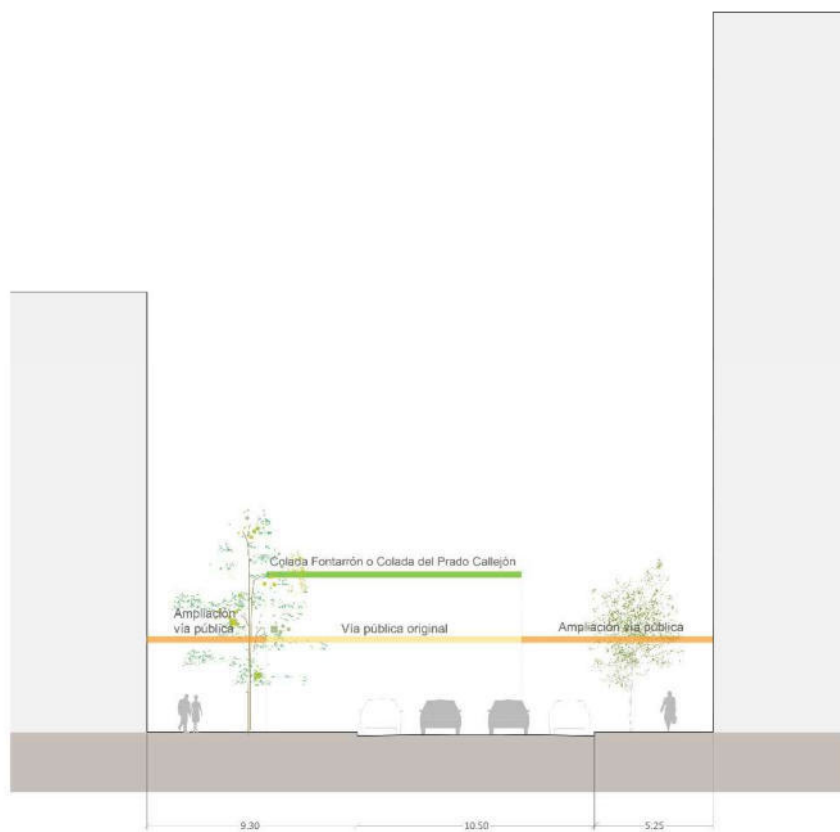 Colada Fontarrón o Colada del Prado Callejón
Ampliación
vía pública
Vía pública original
Ampliación vía pública
9.30
10.50
5.25